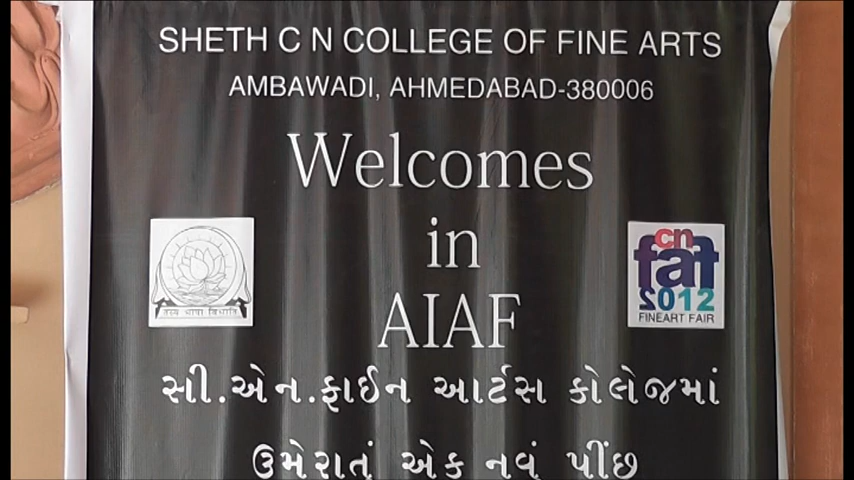 SHETH C N COLLEGE OF FINE ARTS
AMBAWADI, AHMEDABAD-380006
Welcomes
in
AIAF
तस्य भाषा विभाति
cn
faf
2012
FINEART FAIR
સી.એન.ફાઈન આર્ટસ કોલેજમાં
ઉમેરાતું એક નવું પીંછ